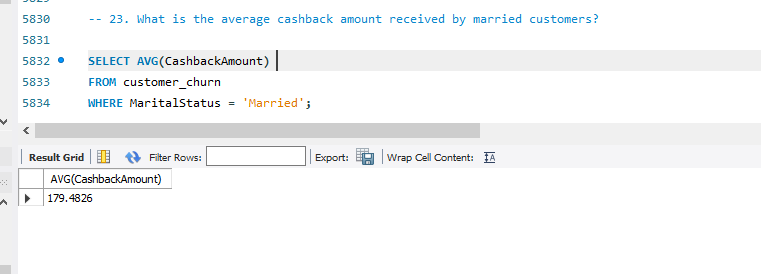 5829
5830 -- 23. What is the average cashback amount received by married customers?
5831
5832 SELECT AVG(CashbackAmount)
5833 FROM customer_churn
5834 WHERE MaritalStatus = 'Married';
Result Grid Filter Rows: Export: Wrap Cell Content:
AVG(CashbackAmount)
179.4826